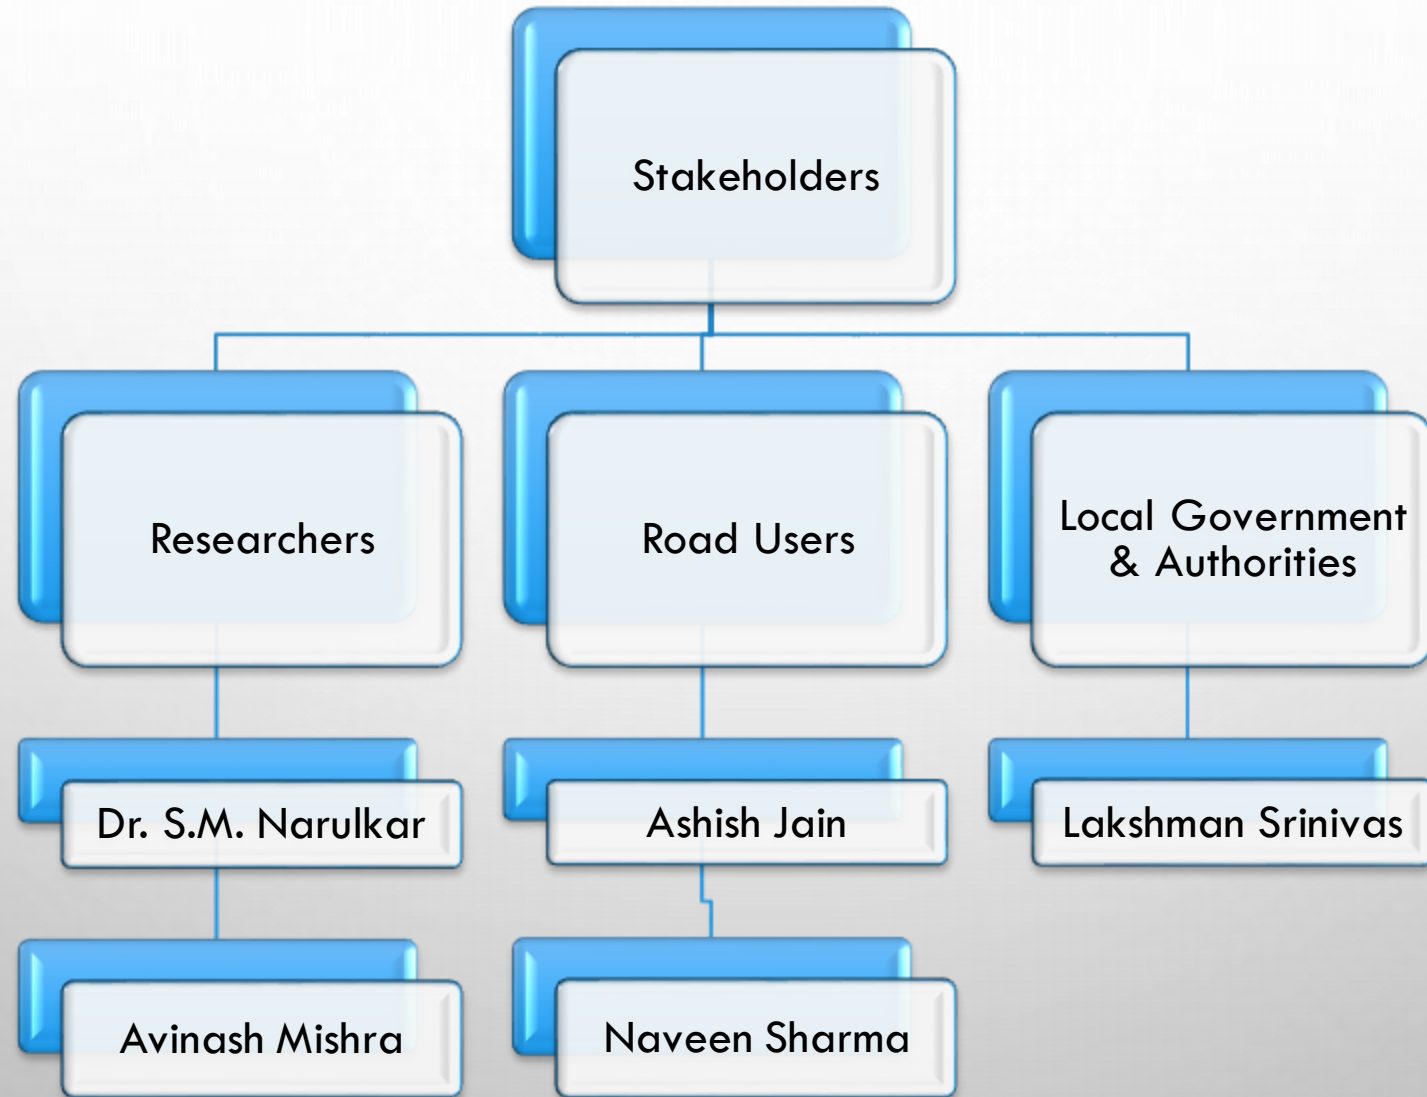 Stakeholders
Researchers
Road Users
Local Government
& Authorities
Dr. S.M. Narulkar
Ashish Jain
Lakshman Srinivas
Avinash Mishra
Naveen Sharma